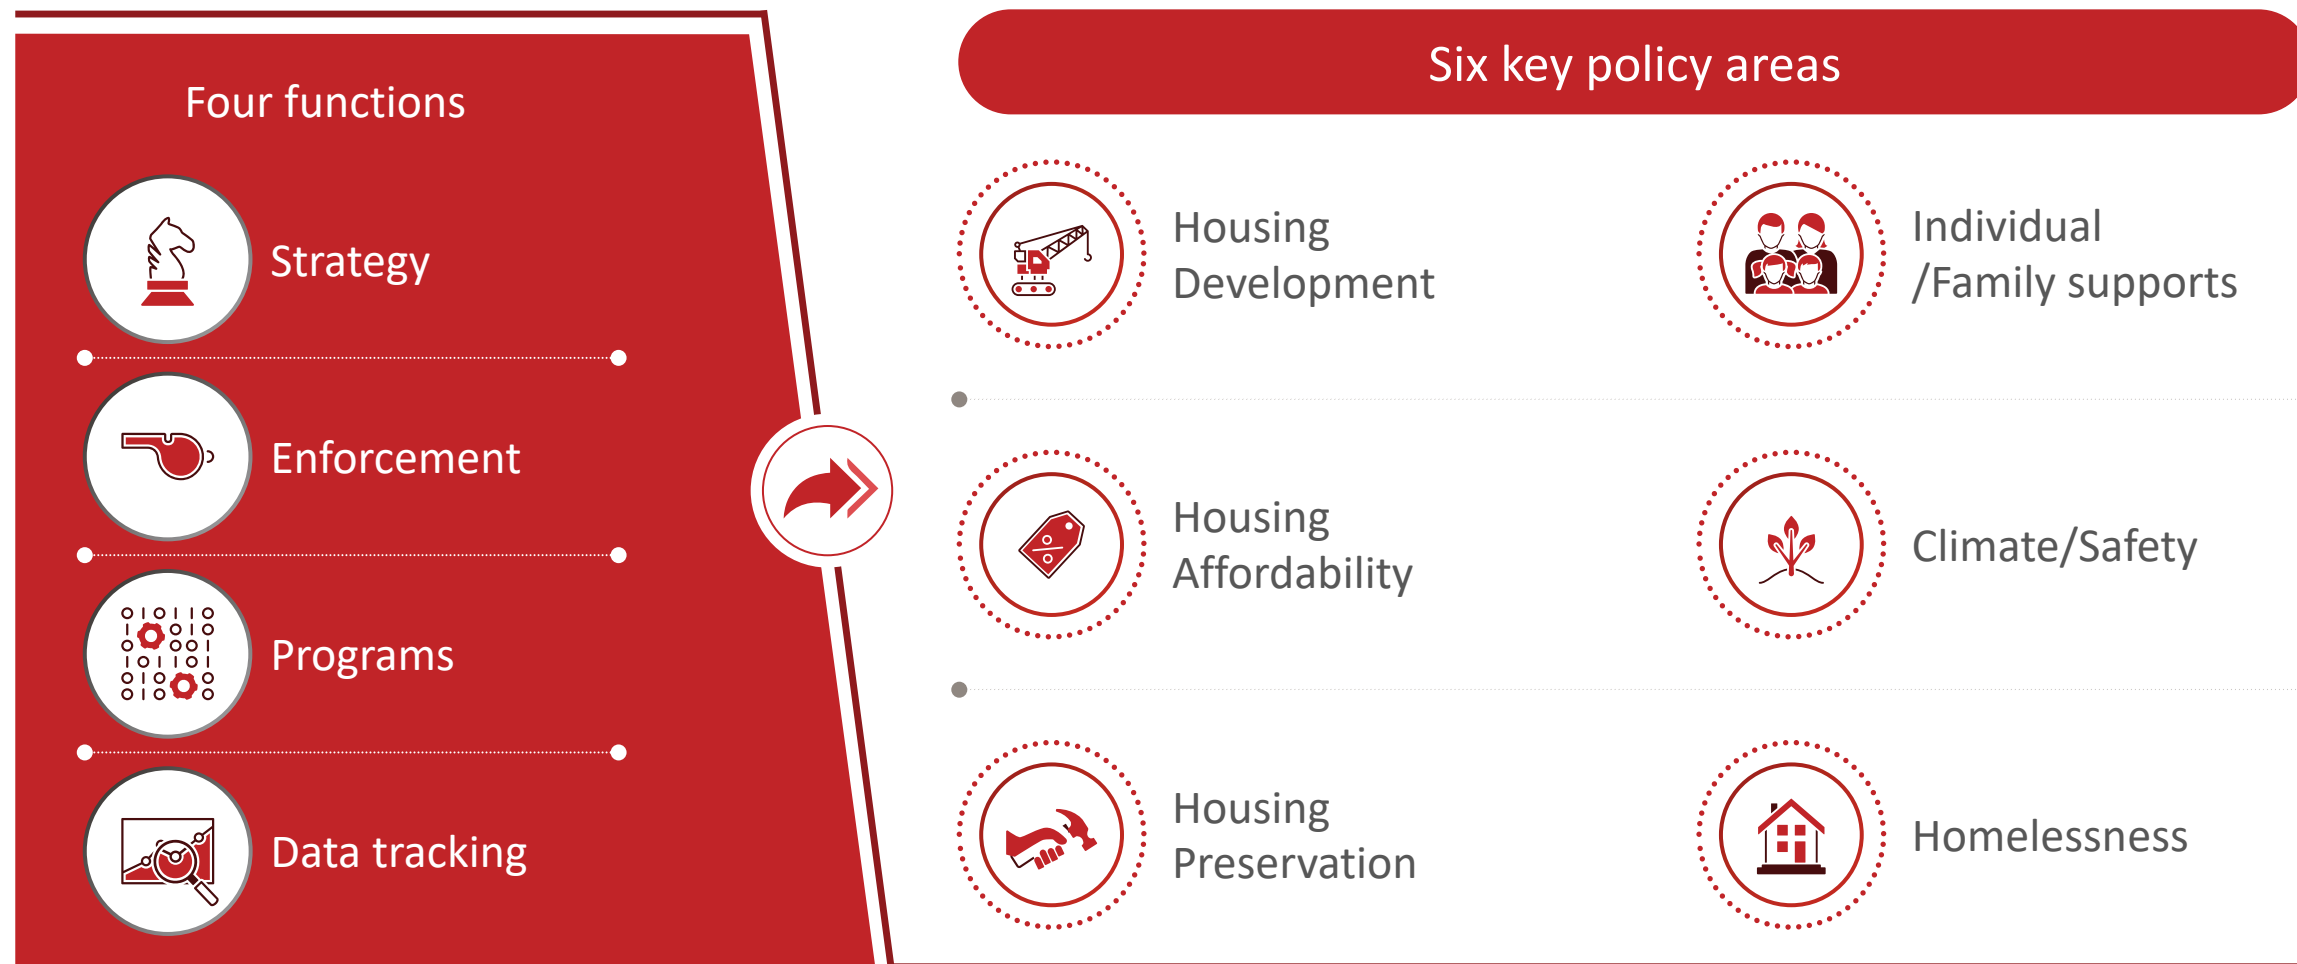 Four functions
Strategy
Enforcement
Programs
Data tracking
Six key policy areas
Housing
Development
Individual
/Family supports
Housing
Affordability
Climate/Safety
Housing
Preservation
Homelessness